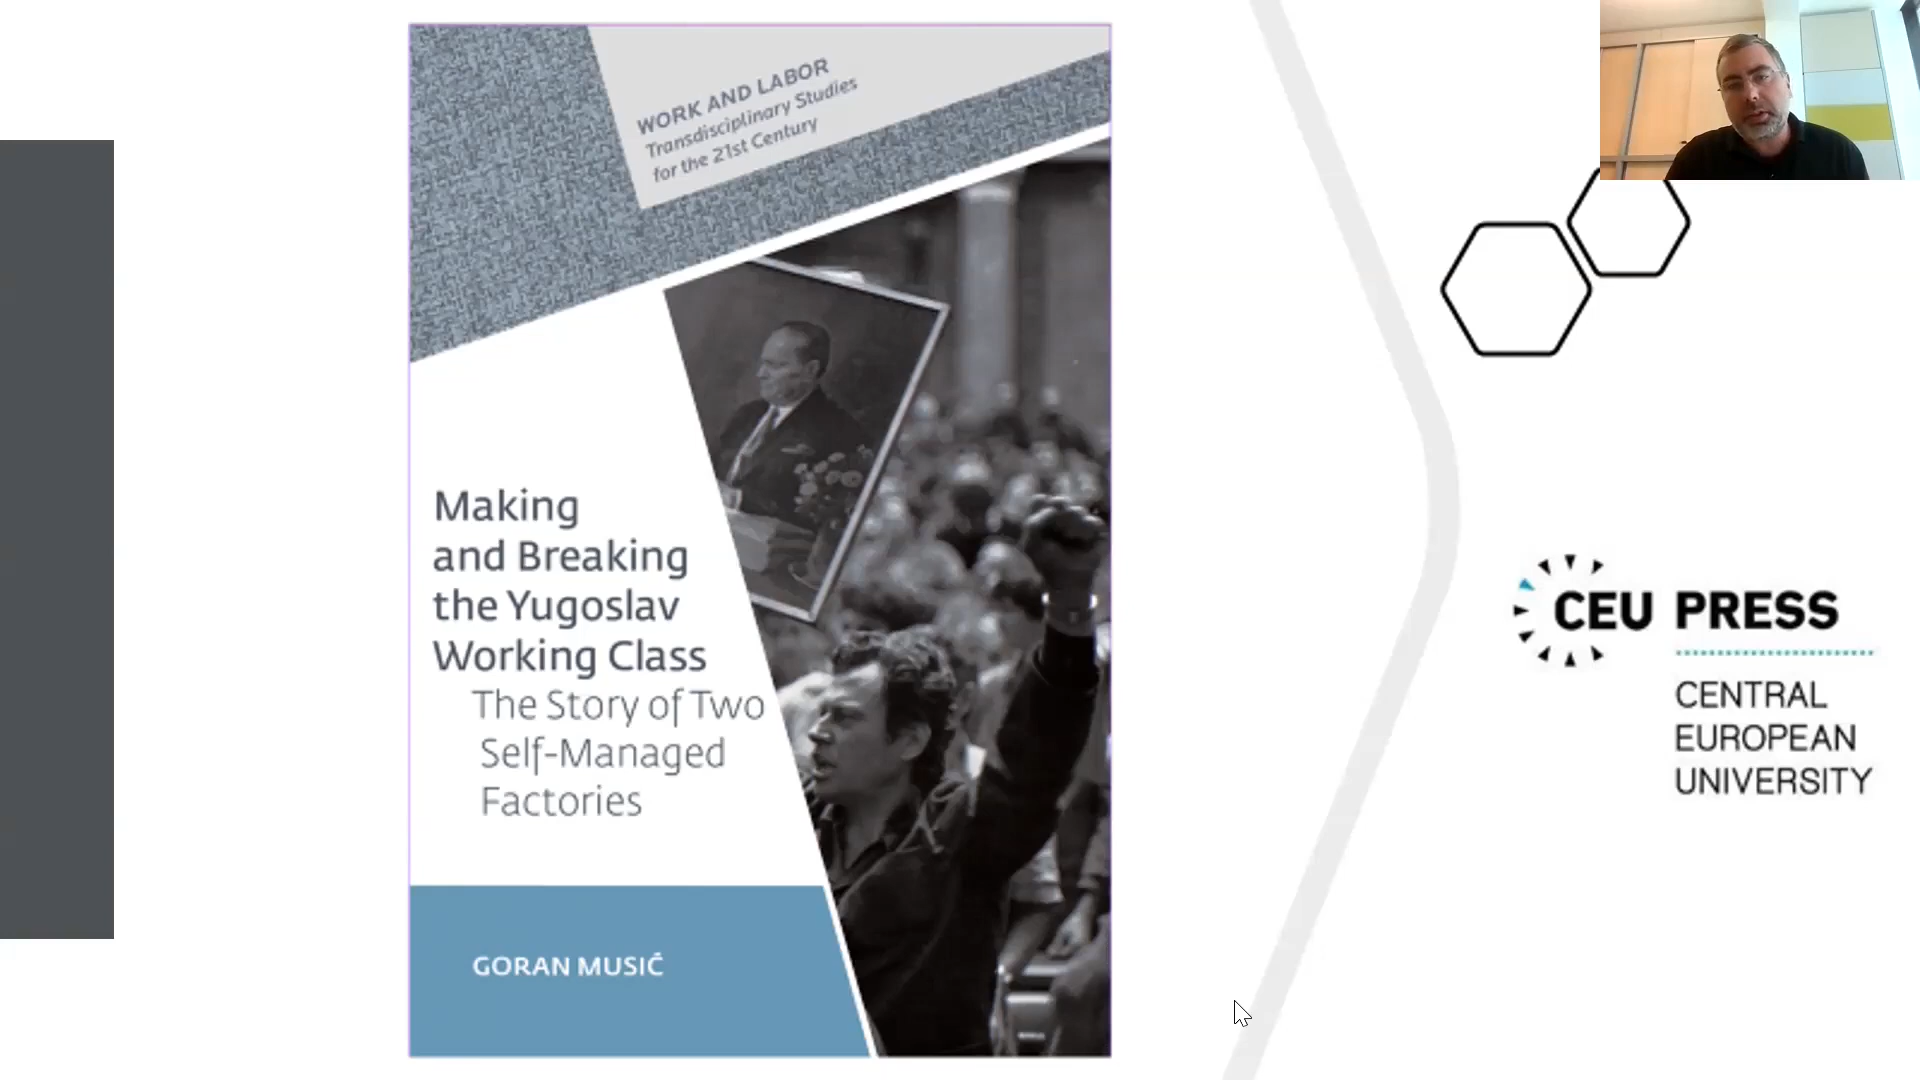 WORK AND LABOR
Transdisciplinary Studies
for the 21st Century
Making
and Breaking
the Yugoslav
Working Class
The Story of Two
Self-Managed
Factories
GORAN MUSIĆ
CEU PRESS
CENTRAL
EUROPEAN
UNIVERSITY